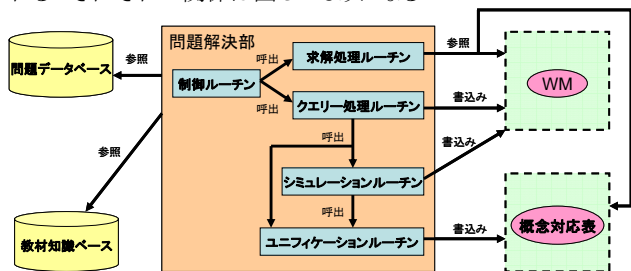 問題解決部
参照
問題データベース
制御ルーチン
呼出
求解処理ルーチン
参照
WM
呼出
クエリー処理ルーチン
書込み
呼出
参照
書込み
シミュレーションルーチン
呼出
教材知識ベース
ユニフィケーションルーチン
書込み
概念対応表